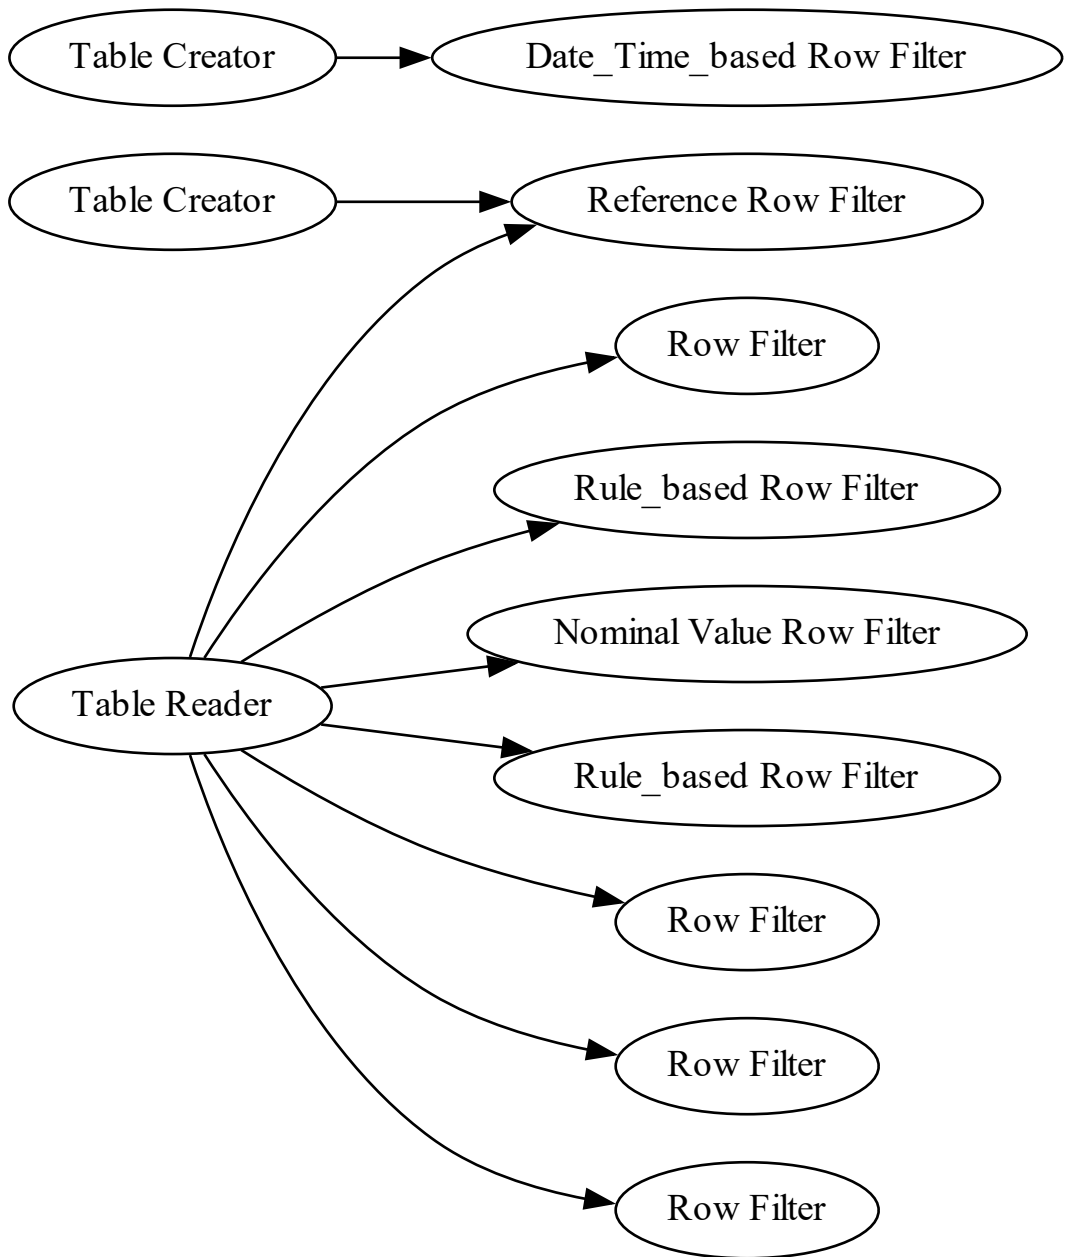 Table Creator
Date_Time_based Row Filter
Table Creator
Reference Row Filter
Row Filter
Rule_based Row Filter
Nominal Value Row Filter
Table Reader
Rule_based Row Filter
Row Filter
Row Filter
Row Filter